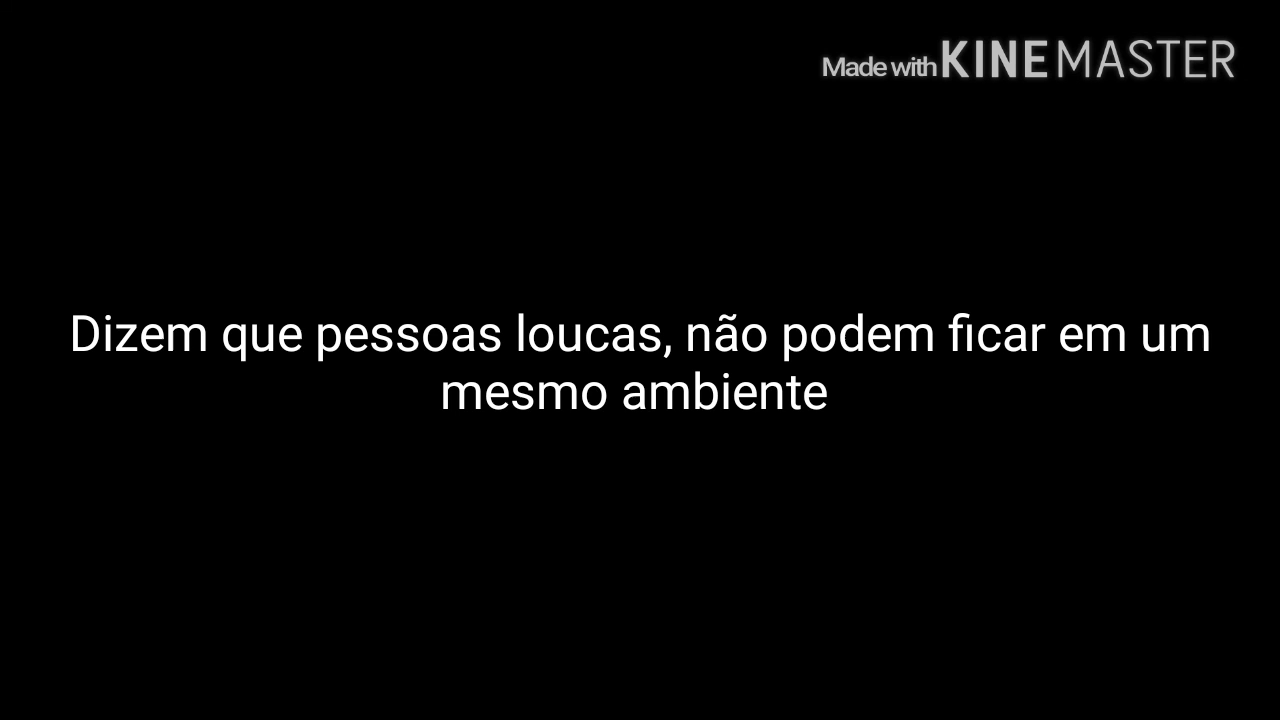 Made with KINEMASTER
Dizem que pessoas loucas, não podem ficar em um
mesmo ambiente